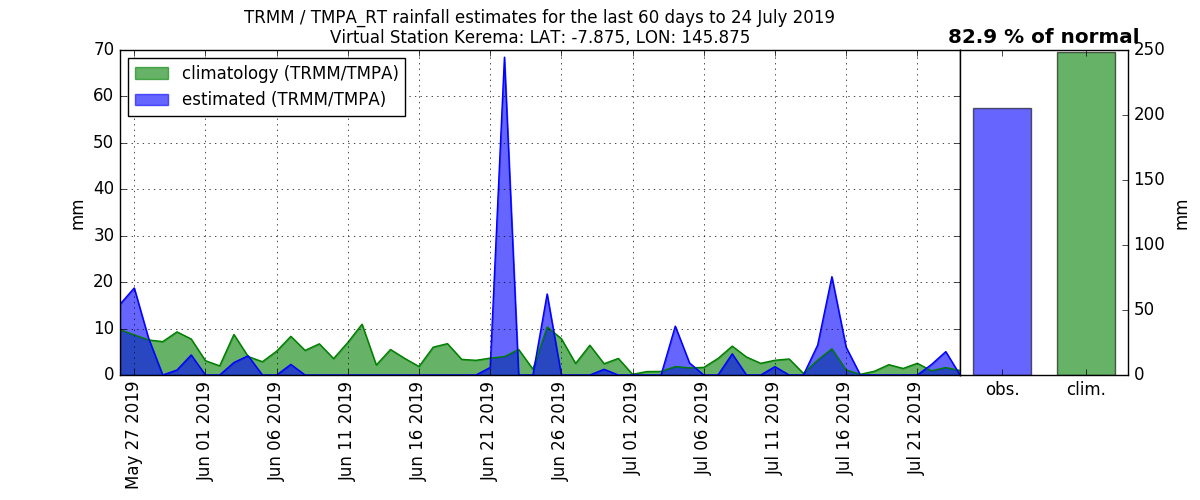 TRMM / TMPA_RT rainfall estimates for the last 60 days to 24 July 2019
Virtual Station Kerema: LAT: -7.875, LON: 145.875
82.9 % of normal
climatology (TRMM/TMPA)
estimated (TRMM/TMPA)
70
60
50
40
30
20
10
0
mm
May 27 2019
Jun 01 2019
Jun 06 2019
Jun 11 2019
Jun 16 2019
Jun 21 2019
Jun 26 2019
Jul 01 2019
Jul 06 2019
Jul 11 2019
Jul 16 2019
Jul 21 2019
obs.
clim.
250
200
150
100
50
0
mm